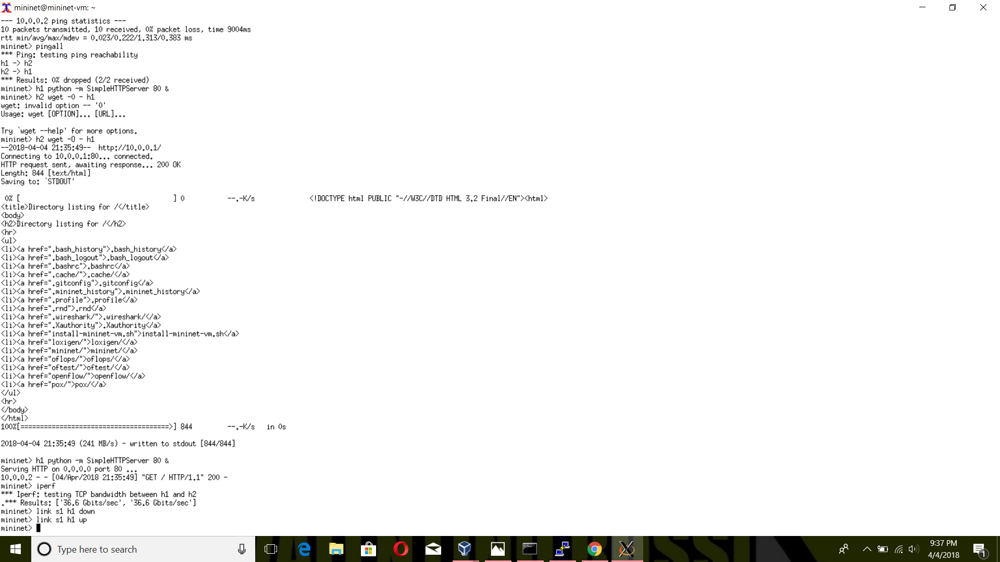 mininet@mininet-vm: ~
--- 10.0.0.2 ping statistics ---
10 packets transmitted, 10 received, 0% packet loss, time 9004ms
rtt min/avg/max/mdev = 0.023/0.222/1.313/0.383 ms
mininet> pingall
*** Ping: testing ping reachability
h1 -> h2
h2 -> h1
*** Results: 0% dropped (2/2 received)
mininet> h1 python -m SimpleHTTPServer 80 &
mininet> h2 wget -0 - h1
wget: invalid option -- '0'
Usage: wget [OPTION]... [URL]...
Try `wget --help' for more options.
mininet> h2 wget -O - h1
--2018-04-04 21:35:49--  http://10.0.0.1/
Connecting to 10.0.0.1:80... connected.
HTTP request sent, awaiting response... 200 OK
Length: 844 [text/html]
Saving to: `STDOUT'
0% [                                       ] 0           --.-K/s              <!DOCTYPE html PUBLIC "-//W3C//DTD HTML 3.2 Final//EN"><html>
<title>Directory listing for /</title>
<body>
<h2>Directory listing for /</h2>
<hr>
<ul>
<li><a href=".bash_history">.bash_history</a>
<li><a href=".bash_logout">.bash_logout</a>
<li><a href=".bashrc">.bashrc</a>
<li><a href=".cache/">.cache/</a>
<li><a href=".gitconfig">.gitconfig</a>
<li><a href=".mininet_history">.mininet_history</a>
<li><a href=".profile">.profile</a>
<li><a href=".rnd">.rnd</a>
<li><a href=".wireshark/">.wireshark/</a>
<li><a href=".Xauthority">.Xauthority</a>
<li><a href="install-mininet-vm.sh">install-mininet-vm.sh</a>
<li><a href="loxigen/">loxigen/</a>
<li><a href="mininet/">mininet/</a>
<li><a href="oflops/">oflops/</a>
<li><a href="oftest/">oftest/</a>
<li><a href="openflow/">openflow/</a>
<li><a href="pox/">pox/</a>
</ul>
<hr>
</body>
</html>
100%[======================================>] 844         --.-K/s   in 0s
2018-04-04 21:35:49 (241 MB/s) - written to stdout [844/844]
mininet> h1 python -m SimpleHTTPServer 80 &
Serving HTTP on 0.0.0.0 port 80 ...
10.0.0.2 - - [04/Apr/2018 21:35:49] "GET / HTTP/1.1" 200 -
mininet> iperf
*** Iperf: testing TCP bandwidth between h1 and h2
.*** Results: ['36.6 Gbits/sec', '36.6 Gbits/sec']
mininet> link s1 h1 down
mininet> link s1 h1 up
mininet>
Type here to search
9:37 PM
4/4/2018
1